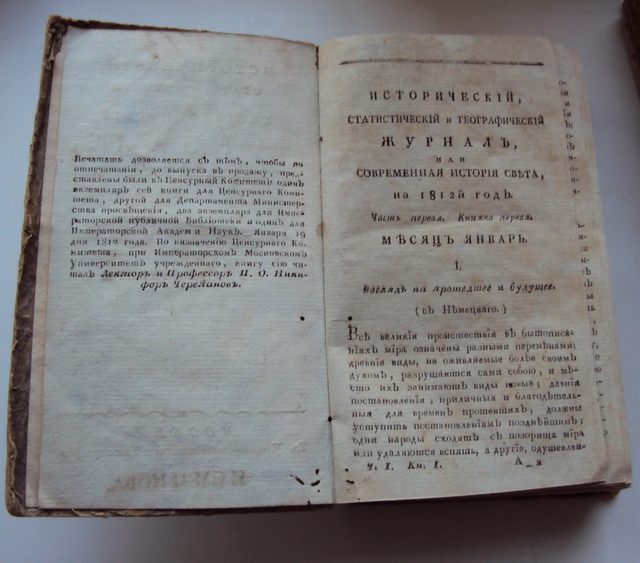 Печатать дозволяется съ тѣмъ, чтобы по
отпечатаніи, до выпуска въ продажу, пред-
ставлены были въ Ценсурный Комитетъ одинъ
экземпляръ сей книги для Ценсурнаго Коми-
тета, другой для Департамента Министер-
ства просвѣщенія, два экземпляра для Импе-
раторской публичной Библіотеки и одинъ для
Императорской Академіи Наукъ. Января 19
дня 1812 года. По назначенію Ценсурнаго Ко-
митета, при Императорскомъ Московскомъ
Университетѣ учрежденнаго, книгу сію чи-
талъ Лекторъ и Профессоръ П. О. Ники-
форъ Черепановъ.
ИСТОРИЧЕСКІЙ,
СТАТИСТИЧЕСКІЙ и ГЕОГРАФИЧЕСКІЙ
ЖУРНАЛЪ,
ИЛИ
СОВРЕМЕННАЯ ИСТОРІЯ СВѢТА,
на 1812й годъ.
Часть первая. Книжка первая.
МѢСЯЦЪ ЯНВАРЬ.
I.
Взглядъ на прошедшее и будущее.
(съ Нѣмецкаго.)
Всѣ великія происшествія въ бытописа-
ніяхъ міра означены разными перемѣнами;
древніе виды, не оживляемые болѣе своимъ
духомъ, разрушаются сами собою, и мѣ-
сто ихъ занимаютъ виды новые; давнія
постановленія, приличныя и благодѣтель-
ныя для временъ протекшихъ, должны
уступить постановленіямъ позднѣйшимъ;
одни народы сходятъ съ позорища міра
или удаляются вспять, а другіе, одушевлен-
Ч. I. Кн. I. А 2